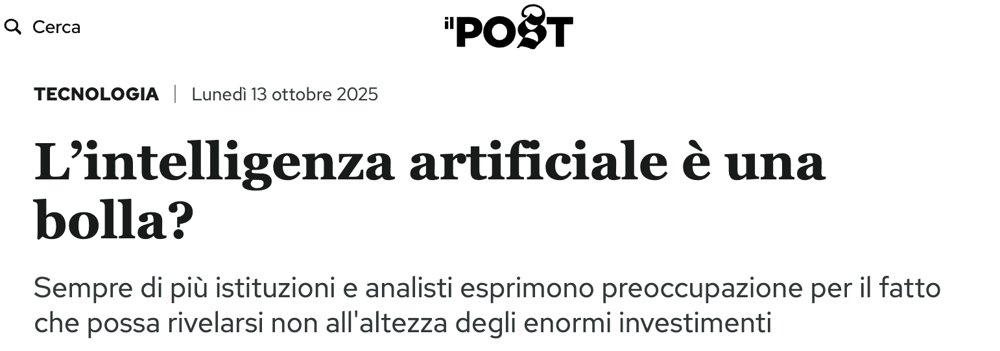 Cerca
il POST
TECNOLOGIA | Lunedì 13 ottobre 2025
L’intelligenza artificiale è una
bolla?
Sempre di più istituzioni e analisti esprimono preoccupazione per il fatto
che possa rivelarsi non all'altezza degli enormi investimenti